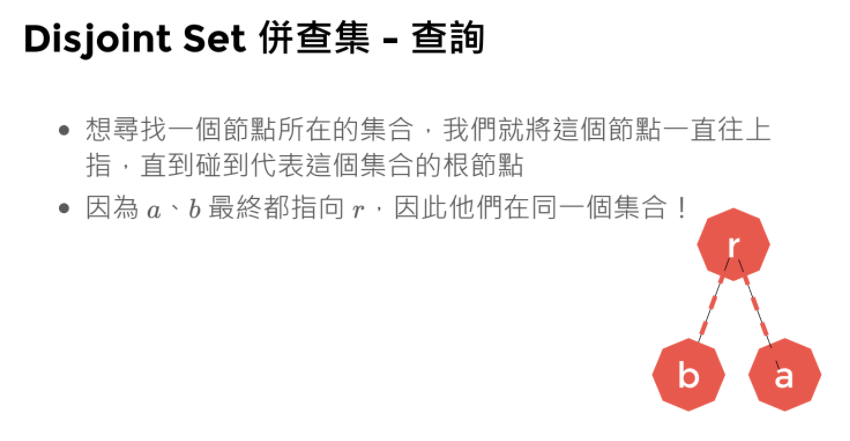 Disjoint Set 併查集 - 查詢
• 想尋找一個節點所在的集合，我們就將這個節點一直往上
指，直到碰到代表這個集合的根節點
• 因為 a、b 最終都指向 r，因此他們在同一個集合！
r
b
a